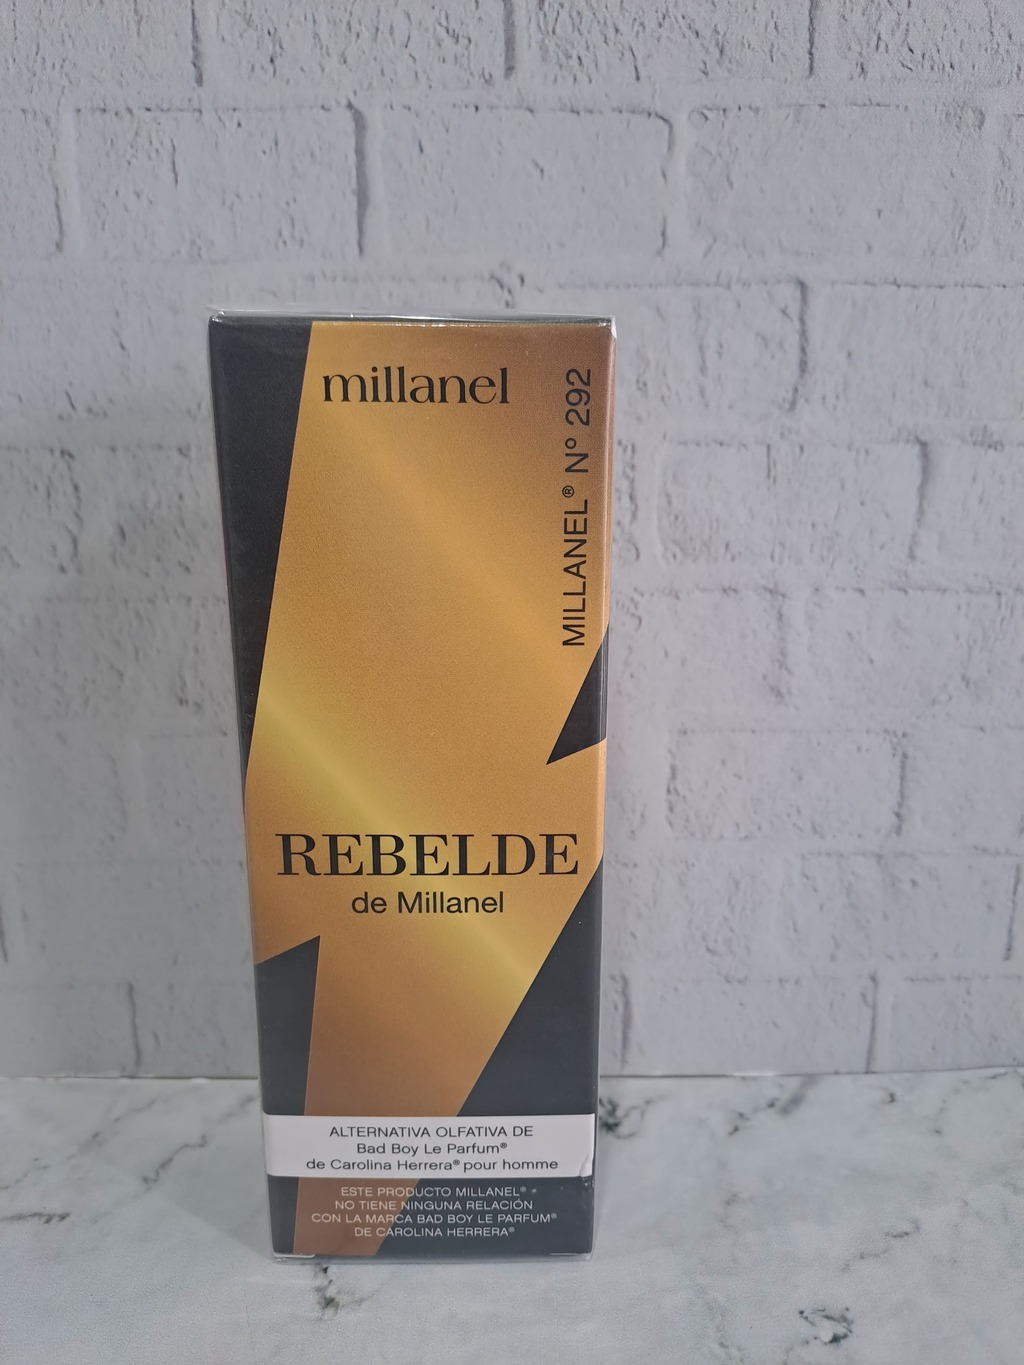 millanel
MILLANEL® N° 292
REBELDE
de Millanel
ALTERNATIVA OLFATIVA DE
Bad Boy Le Parfum®
de Carolina Herrera® pour homme
ESTE PRODUCTO MILLANEL®
NO TIENE NINGUNA RELACIÓN
CON LA MARCA BAD BOY LE PARFUM®
DE CAROLINA HERRERA®